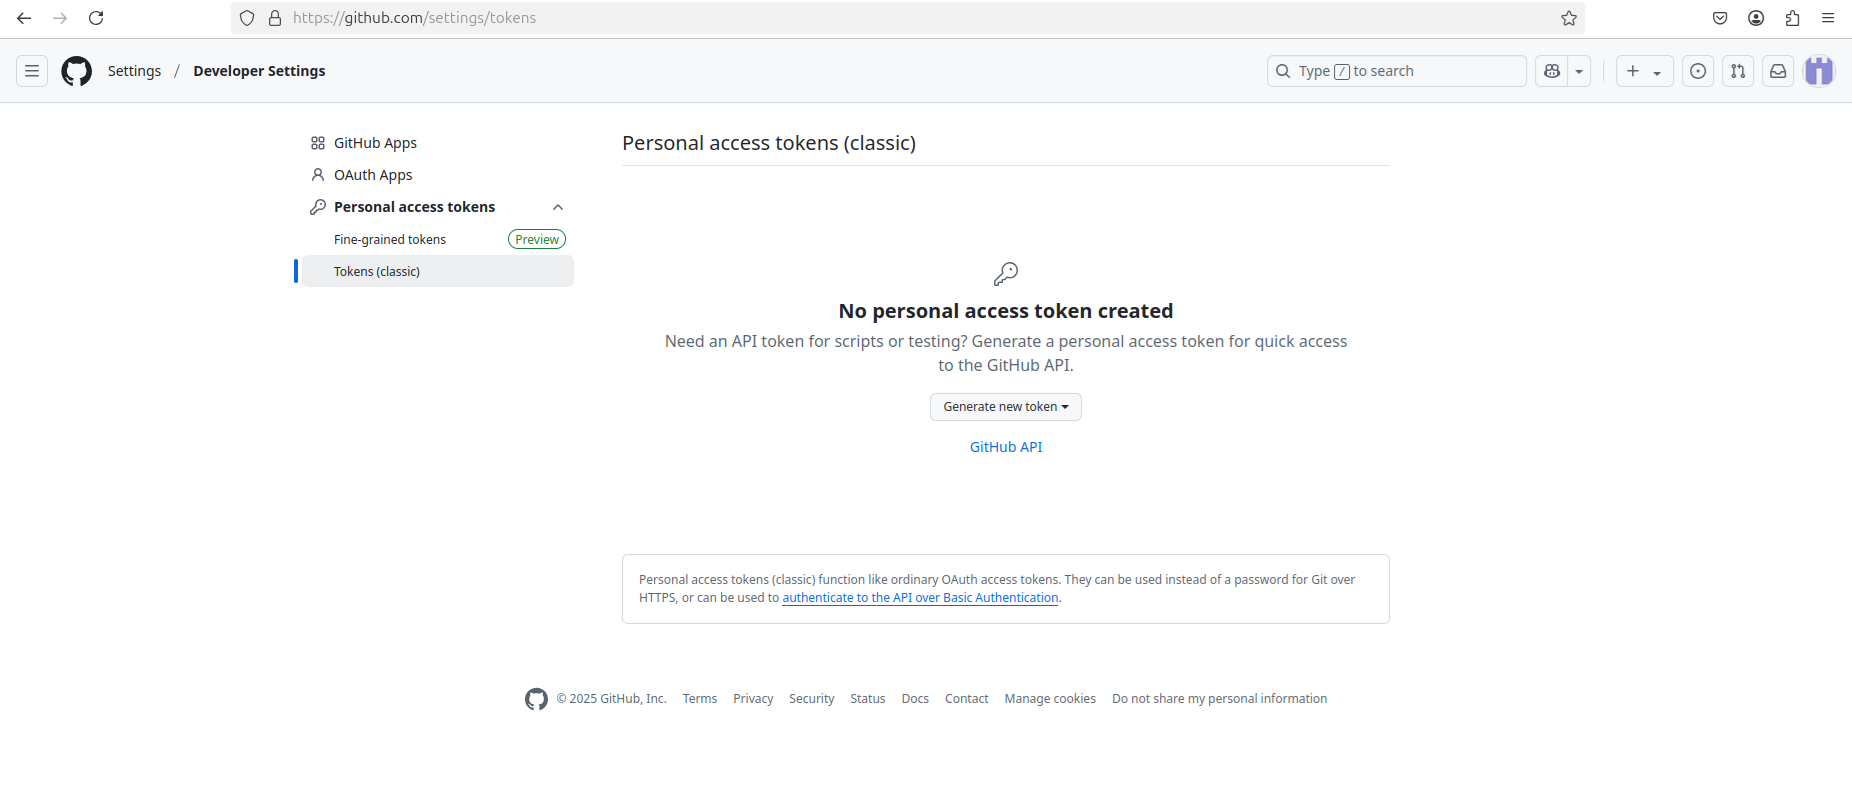 https://github.com/settings/tokens
Settings / Developer Settings
Type / to search
GitHub Apps
OAuth Apps
Personal access tokens
Fine-grained tokens Preview
Tokens (classic)
Personal access tokens (classic)
No personal access token created
Need an API token for scripts or testing? Generate a personal access token for quick access
to the GitHub API.
Generate new token
GitHub API
Personal access tokens (classic) function like ordinary OAuth access tokens. They can be used instead of a password for Git over
HTTPS, or can be used to authenticate to the API over Basic Authentication.
© 2025 GitHub, Inc. Terms Privacy Security Status Docs Contact Manage cookies Do not share my personal information